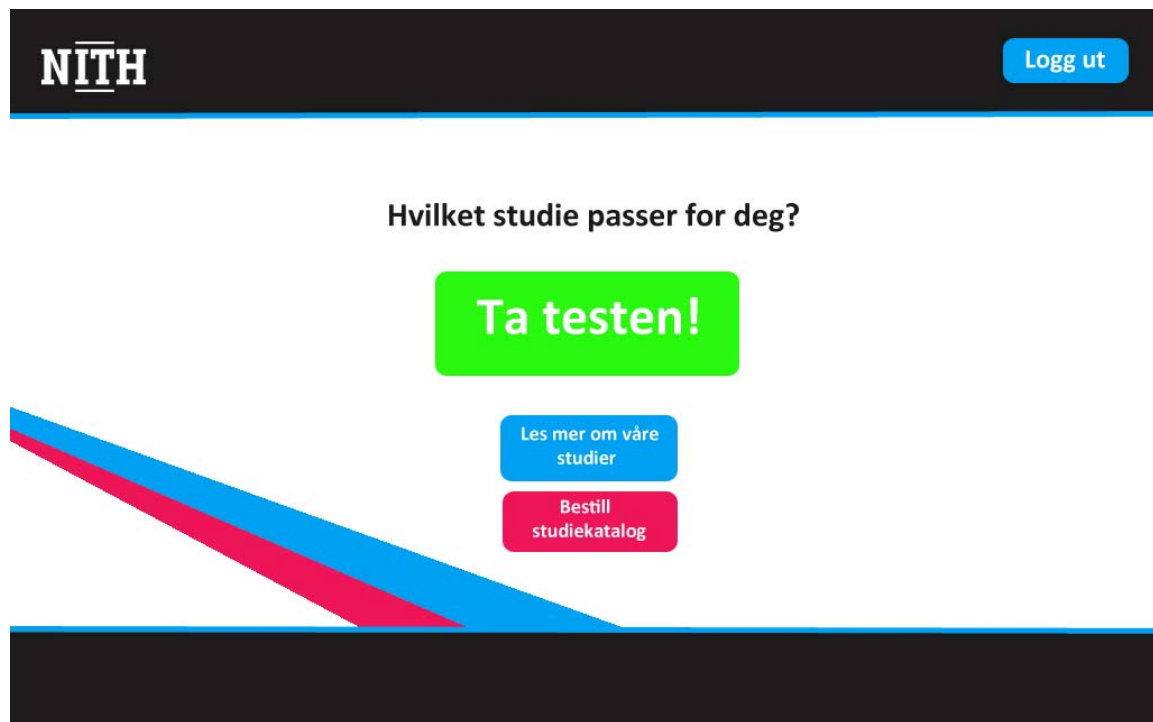 NITH
Logg ut
Hvilket studie passer for deg?
Ta testen!
Les mer om våre
studier
Bestill
studiekatalog